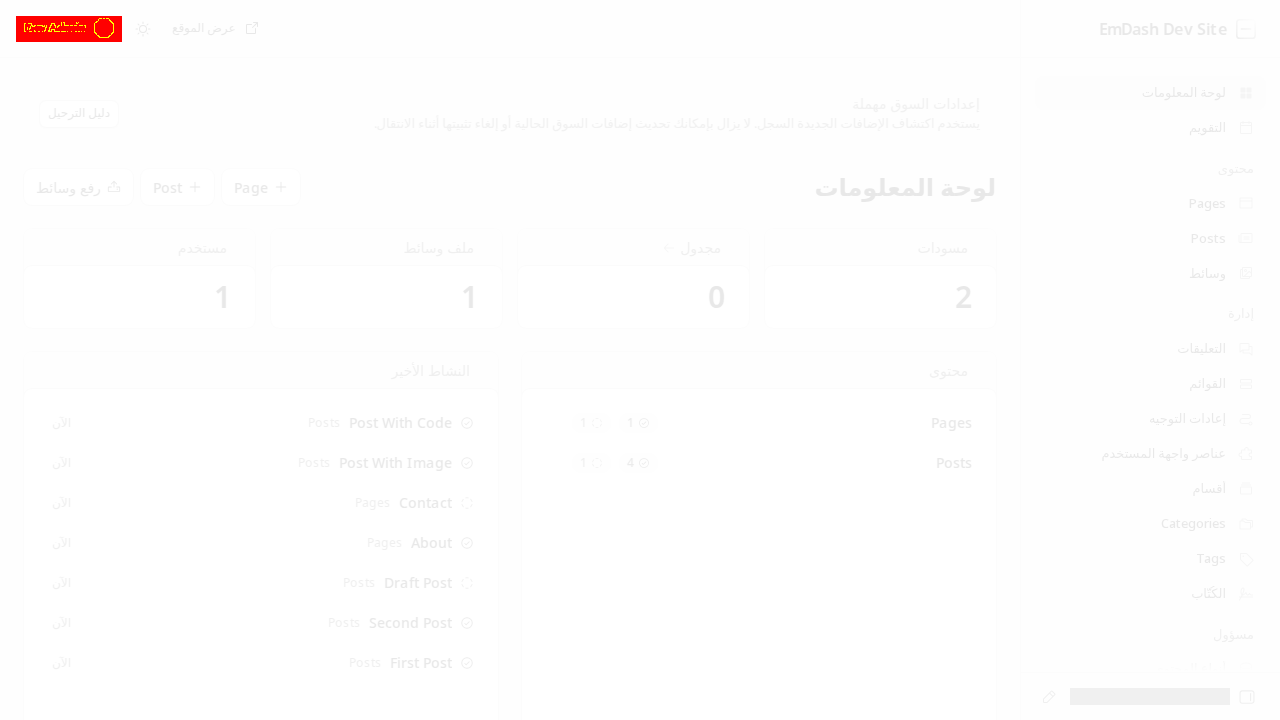 EmDash Dev Site
عرض الموقع
لوحة المعلومات
التقويم
محتوى
Pages
Posts
وسائط
إدارة
التعليقات
القوائم
إعادات التوجيه
عناصر واجهة المستخدم
أقسام
Categories
Tags
الكتّاب
مسؤول
إعدادات السوق مهملة
يستخدم اكتشاف الإضافات الجديدة السجل. لا يزال بإمكانك تحديث إضافات السوق الحالية أو إلغاء تثبيتها أثناء الانتقال.
دليل الترحيل
لوحة المعلومات
Page
Post
رفع وسائط
مسودات
2
مجدول
0
ملف وسائط
1
مستخدم
1
محتوى
Pages 1 1
Posts 4 1
النشاط الأخير
Post With Code Posts الآن
Post With Image Posts الآن
Contact Pages الآن
About Pages الآن
Draft Post Posts الآن
Second Post Posts الآن
First Post Posts الآن